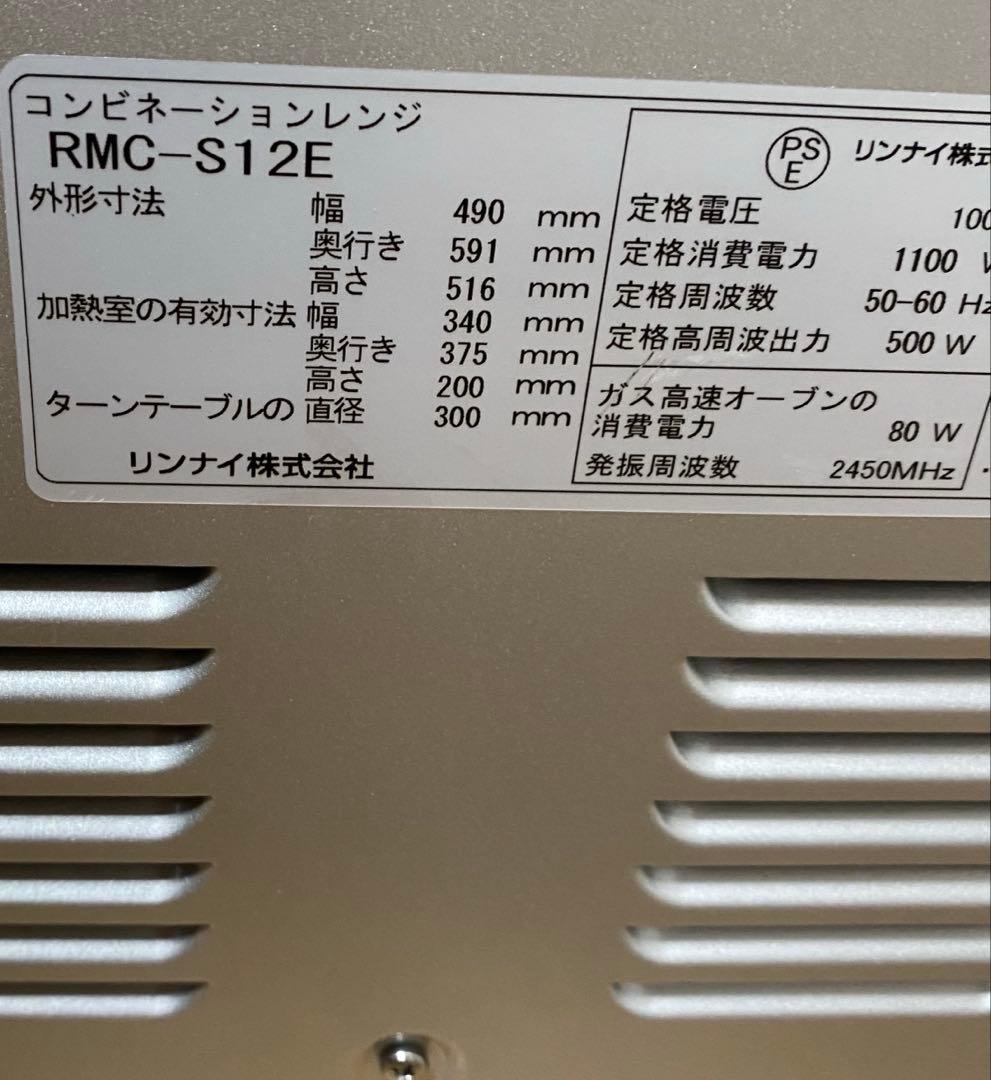 コンビネーションレンジ
RMC-S12E
外形寸法 幅 490 mm
奥行き 591 mm
高さ 516 mm
加熱室の有効寸法 幅 340 mm
奥行き 375 mm
高さ 200 mm
ターンテーブルの 直径 300 mm
リンナイ株式会社
PS
E
リンナイ株式
定格電圧 100
定格消費電力 1100 W
定格周波数 50-60 Hz
定格高周波出力 500 W
ガス高速オーブンの
消費電力 80 W
発振周波数 2450MHz